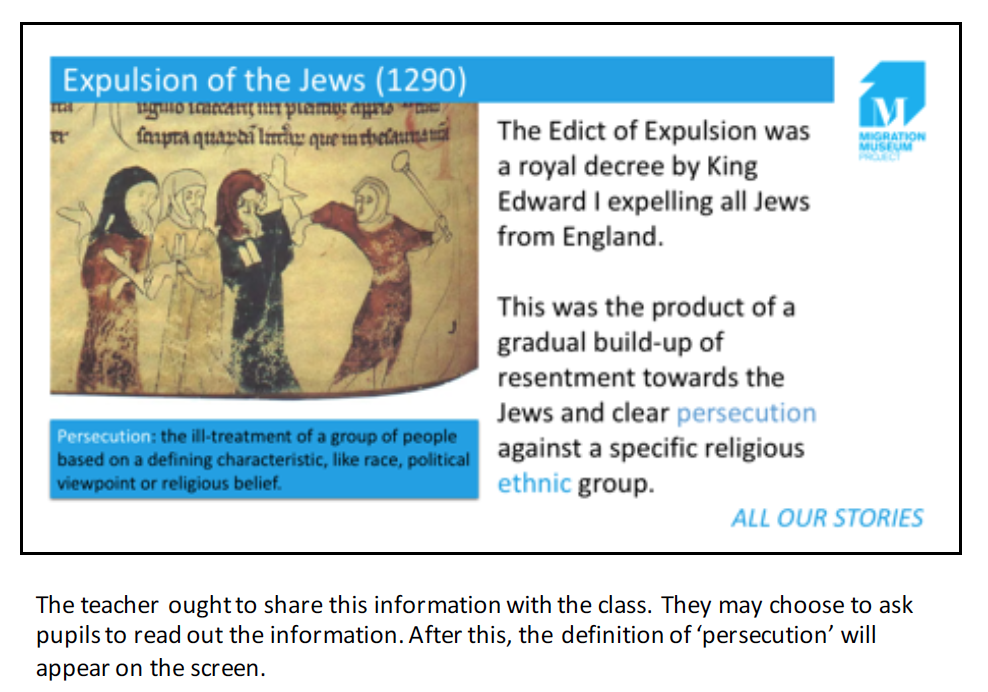 Expulsion of the Jews (1290)
MIGRATION
MUSEUM
PROJECT
The Edict of Expulsion was
a royal decree by King
Edward I expelling all Jews
from England.
This was the product of a
gradual build-up of
resentment towards the
Jews and clear persecution
against a specific religious
ethnic group.
Persecution: the ill-treatment of a group of people
based on a defining characteristic, like race, political
viewpoint or religious belief.
ALL OUR STORIES
The teacher ought to share this information with the class. They may choose to ask
pupils to read out the information. After this, the definition of ‘persecution’ will
appear on the screen.